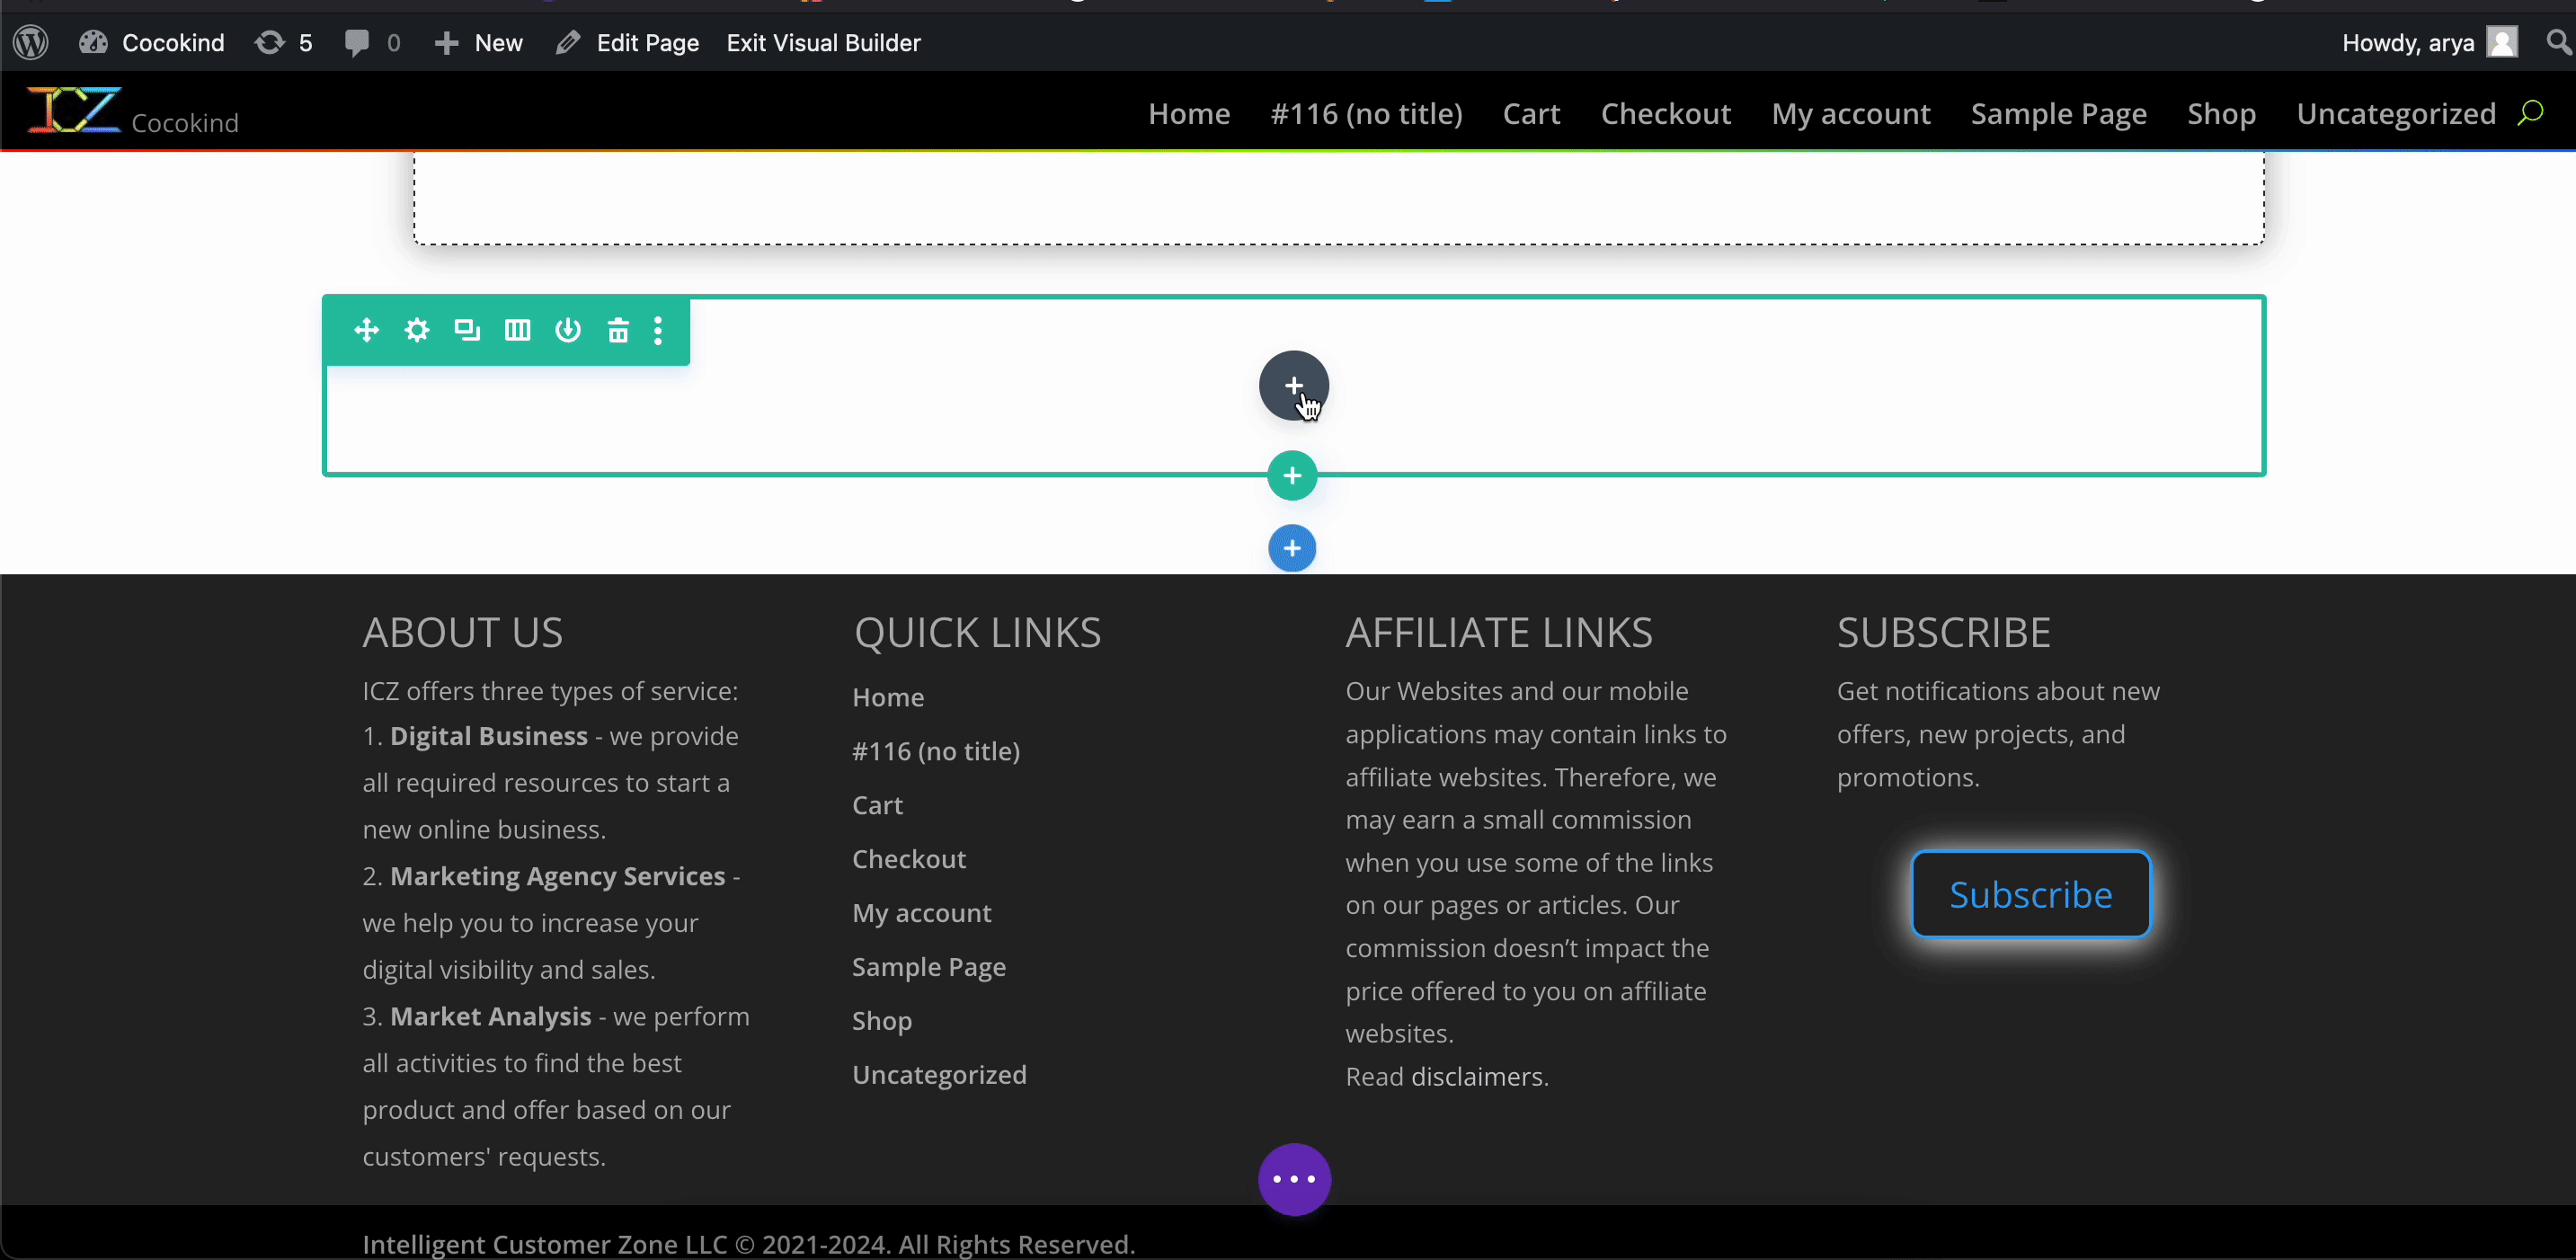 Cocokind 5 0 New Edit Page Exit Visual Builder Howdy, arya
ICZ Cocokind Home #116 (no title) Cart Checkout My account Sample Page Shop Uncategorized
ABOUT US
ICZ offers three types of service:
1. Digital Business - we provide
all required resources to start a
new online business.
2. Marketing Agency Services -
we help you to increase your
digital visibility and sales.
3. Market Analysis - we perform
all activities to find the best
product and offer based on our
customers' requests.
QUICK LINKS
Home
#116 (no title)
Cart
Checkout
My account
Sample Page
Shop
Uncategorized
AFFILIATE LINKS
Our Websites and our mobile
applications may contain links to
affiliate websites. Therefore, we
may earn a small commission
when you use some of the links
on our pages or articles. Our
commission doesn’t impact the
price offered to you on affiliate
websites.
Read disclaimers.
SUBSCRIBE
Get notifications about new
offers, new projects, and
promotions.
Subscribe
Intelligent Customer Zone LLC © 2021-2024. All Rights Reserved.